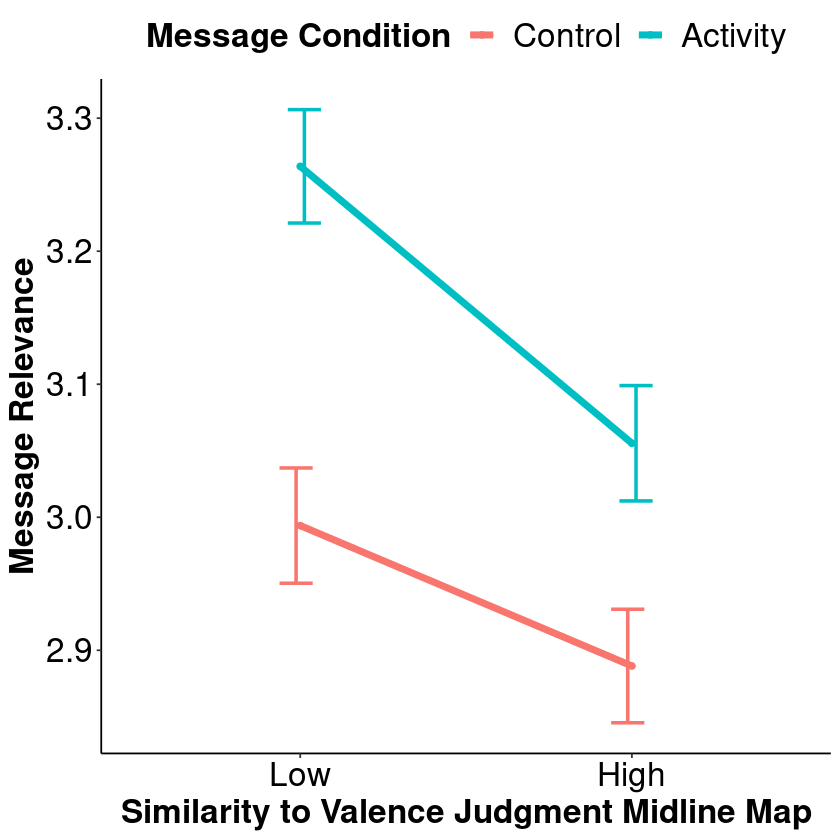 Message Condition Control Activity
Message Relevance
3.3
3.2
3.1
3.0
2.9
Low High
Similarity to Valence Judgment Midline Map